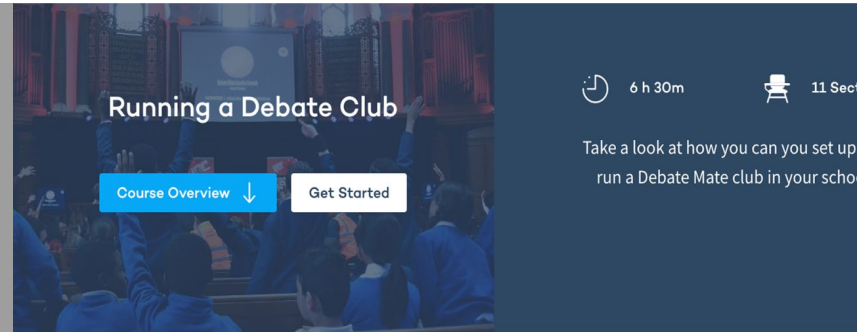 Running a Debate Club
Course Overview
Get Started
6 h 30m
11 Sect
Take a look at how you can you set up
run a Debate Mate club in your schoo